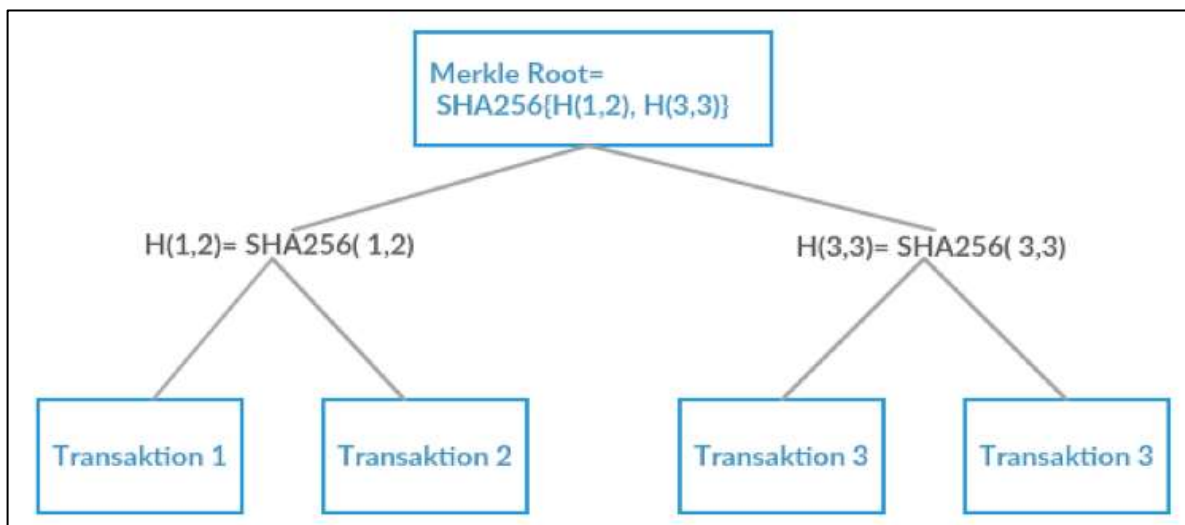 Merkle Root=
SHA256{H(1,2), H(3,3)}
H(1,2)= SHA256( 1,2)
H(3,3)= SHA256( 3,3)
Transaktion 1
Transaktion 2
Transaktion 3
Transaktion 3